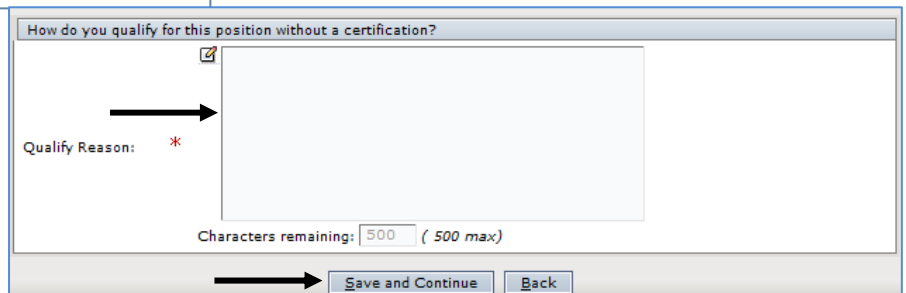 How do you qualify for this position without a certification?
Qualify Reason: *
Characters remaining: 500 ( 500 max)
Save and Continue Back